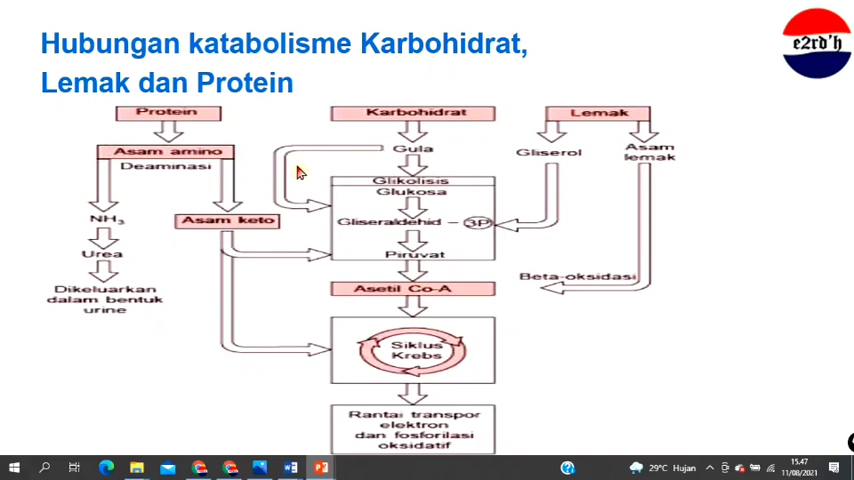 Hubungan katabolisme Karbohidrat,
Lemak dan Protein
e2rd'h
Protein
Karbohidrat
Lemak
Asam amino
Deaminasi
Gula
Gliserol
Asam
lemak
Glikolisis
Glukosa
NH₃
Asam keto
Gliseraldehid – 3P
Urea
Piruvat
Beta-oksidasi
Dikeluarkan
dalam bentuk
urine
Asetil Co-A
Siklus
Krebs
Rantai transpor
elektron
dan fosforilasi
oksidatif
29°C Hujan
15.47
11/08/2021